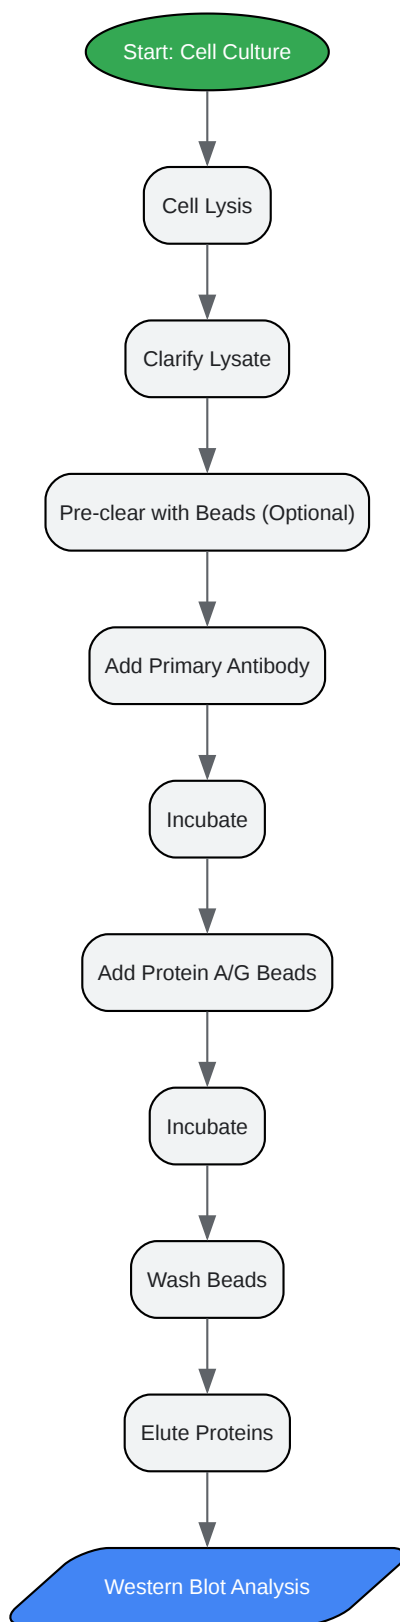 Start: Cell Culture
Cell Lysis
Clarify Lysate
Pre-clear with Beads (Optional)
Add Primary Antibody
Incubate
Add Protein A/G Beads
Incubate
Wash Beads
Elute Proteins
Western Blot Analysis